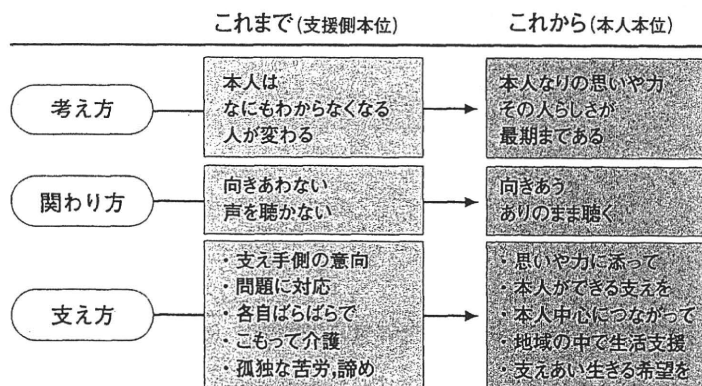 これまで(支援側本位)
これから(本人本位)
考え方
本人は
なにもわからなくなる
人が変わる
本人なりの思いや力
その人らしさが
最期まである
関わり方
向きあわない
声を聴かない
向きあう
ありのまま聴く
支え方
・支え手側の意向
・問題に対応
・各自ばらばらで
・こもって介護
・孤独な苦労,諦め
・思いや力に添って
・本人ができる支えを
・本人中心につながって
・地域の中で生活支援
・支えあい生きる希望を